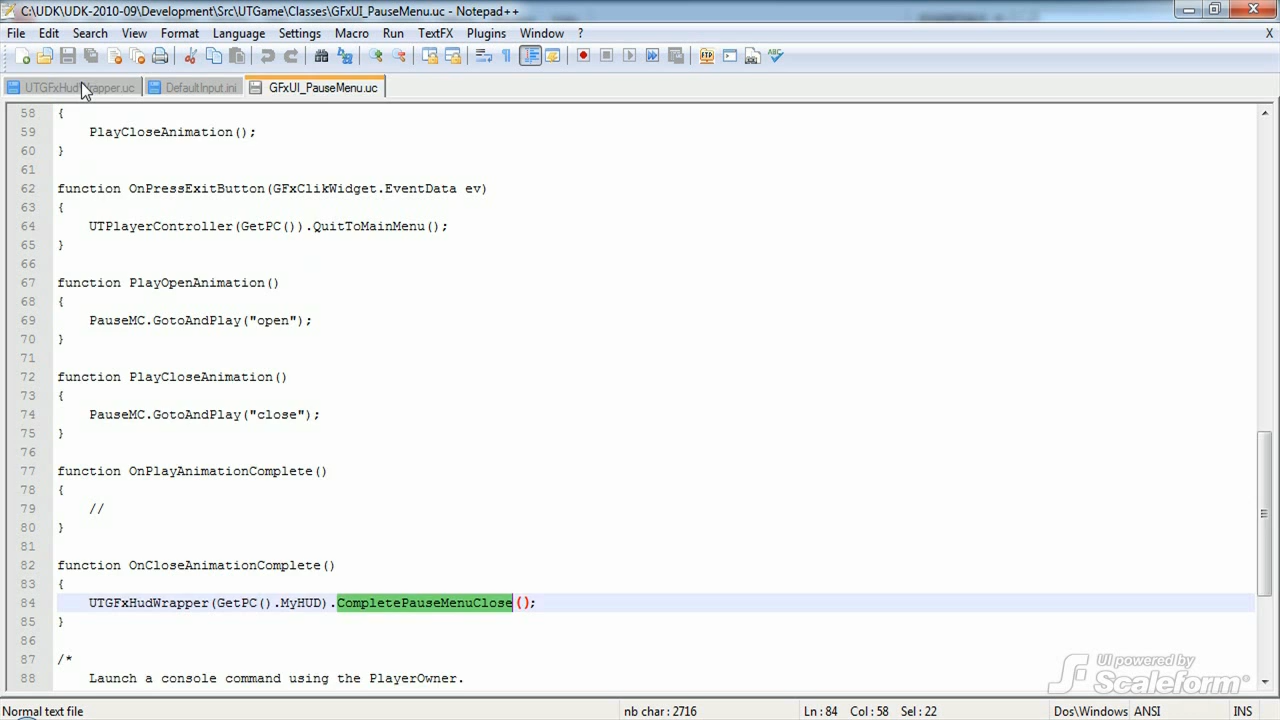 C:\UDK-2010-09\Development\Src\UTGame\Classes\GFxUI_PauseMenu.uc - Notepad++
File Edit Search View Format Language Settings Macro Run TextFX Plugins Window ? X
UTGFxHudWrapper.uc DefaultInput.ini GFxUI_PauseMenu.uc
58 {
59 PlayCloseAnimation();
60 }
61
62 function OnPressExitButton(GFxClikWidget.EventData ev)
63 {
64 UTPlayerController(GetPC()).QuitToMainMenu();
65 }
66
67 function PlayOpenAnimation()
68 {
69 PauseMC.GotoAndPlay("open");
70 }
71
72 function PlayCloseAnimation()
73 {
74 PauseMC.GotoAndPlay("close");
75 }
76
77 function OnPlayAnimationComplete()
78 {
79 //
80 }
81
82 function OnCloseAnimationComplete()
83 {
84 UTGFxHudWrapper(GetPC().MyHUD).CompletePauseMenuClose();
85 }
86
87 /*
88 Launch a console command using the PlayerOwner.
UI powered by
Scaleform
Normal text file nb char : 2716 Ln : 84 Col : 58 Sel : 22 Dos\Windows ANSI INS